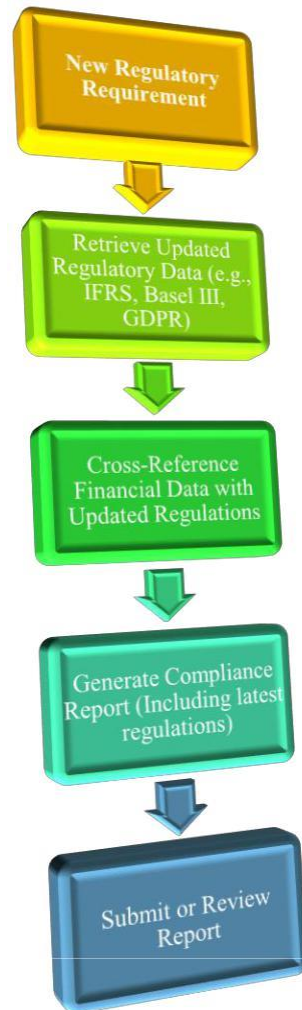 New Regulatory
Requirement
Retrieve Updated
Regulatory Data (e.g.,
IFRS, Basel III,
GDPR)
Cross-Reference
Financial Data with
Updated Regulations
Generate Compliance
Report (Including latest
regulations)
Submit or Review
Report